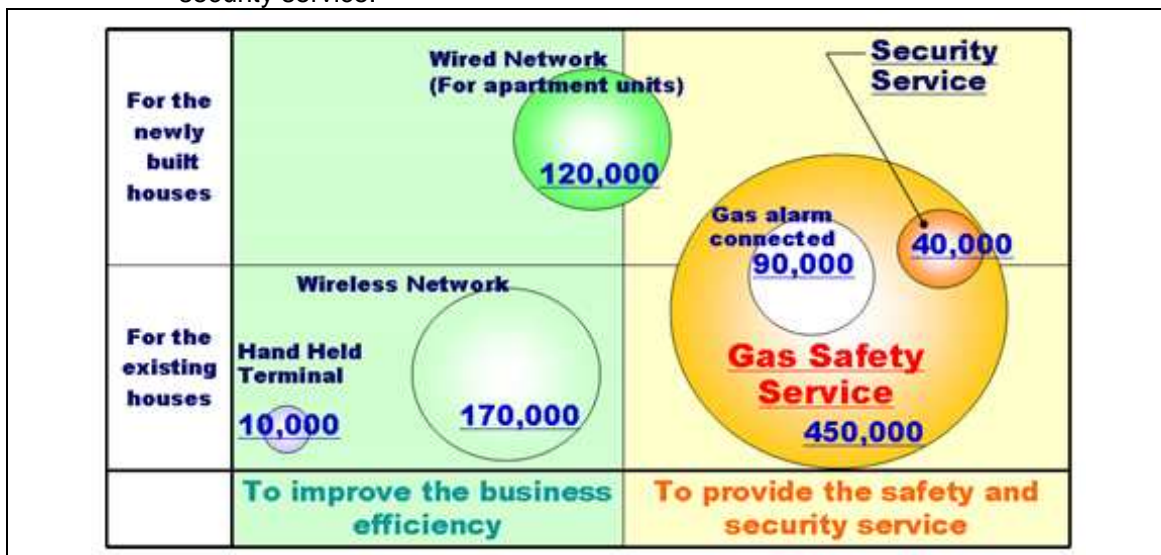 security service.
For the
newly
built
houses
Wired Network
(For apartment units)
120,000
Security
Service
Gas alarm
connected
90,000
40,000
For the
existing
houses
Wireless Network
Hand Held
Terminal
10,000
170,000
Gas Safety
Service
450,000
To improve the business
efficiency
To provide the safety and
security service